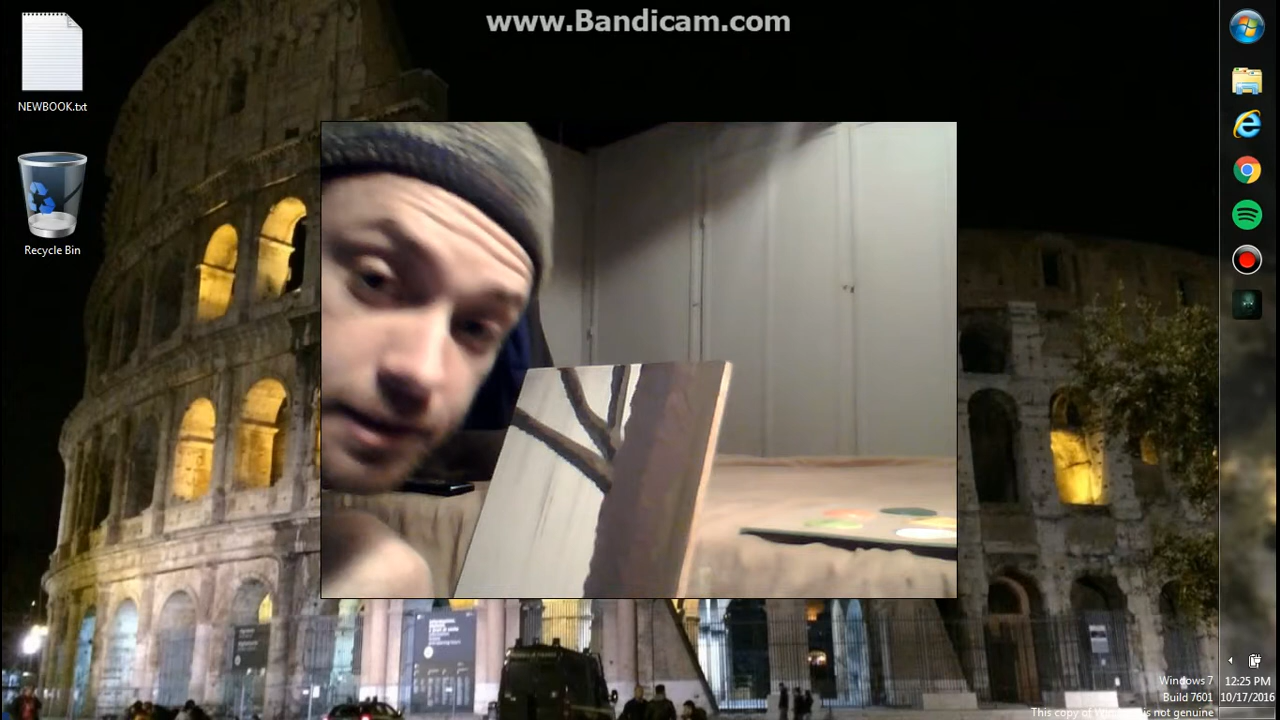 www.Bandicam.com
NEWBOOK.txt
Recycle Bin
Windows 7
Build 7601
This copy of Windows is not genuine
12:25 PM
10/17/2016